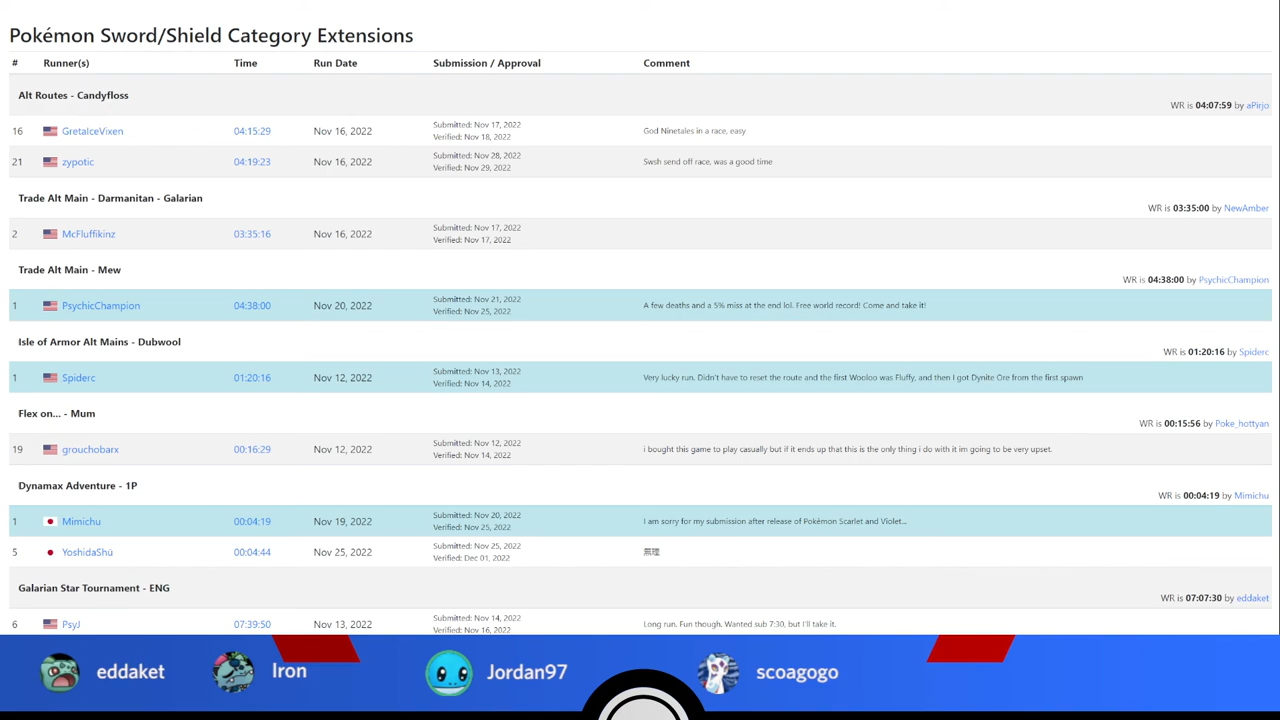 Pokémon Sword/Shield Category Extensions
# Runner(s) Time Run Date Submission / Approval Comment
Alt Routes - Candyfloss
WR is 04:07:59 by aPirjo
16 GretaIceVixen 04:15:29 Nov 16, 2022 Submitted: Nov 17, 2022 Verified: Nov 18, 2022 God Ninetales in a race, easy
21 zypotic 04:19:23 Nov 16, 2022 Submitted: Nov 28, 2022 Verified: Nov 29, 2022 Swsh send off race, was a good time
Trade Alt Main - Darmanitan - Galarian
WR is 03:35:00 by NewAmber
2 McFluffikinz 03:35:16 Nov 16, 2022 Submitted: Nov 17, 2022 Verified: Nov 17, 2022
Trade Alt Main - Mew
WR is 04:38:00 by PsychicChampion
1 PsychicChampion 04:38:00 Nov 20, 2022 Submitted: Nov 21, 2022 Verified: Nov 25, 2022 A few deaths and a 5% miss at the end lol. Free world record! Come and take it!
Isle of Armor Alt Mains - Dubwool
WR is 01:20:16 by Spiderc
1 Spiderc 01:20:16 Nov 12, 2022 Submitted: Nov 13, 2022 Verified: Nov 14, 2022 Very lucky run. Didn't have to reset the route and the first Wooloo was Fluffy, and then I got Dynite Ore from the first spawn
Flex on... - Mum
WR is 00:15:56 by Poke_hottyan
19 grouchobarx 00:16:29 Nov 12, 2022 Submitted: Nov 12, 2022 Verified: Nov 14, 2022 i bought this game to play casually but if it ends up that this is the only thing i do with it im going to be very upset.
Dynamax Adventure - 1P
WR is 00:04:19 by Mimichu
1 Mimichu 00:04:19 Nov 19, 2022 Submitted: Nov 20, 2022 Verified: Nov 25, 2022 I am sorry for my submission after release of Pokémon Scarlet and Violet...
5 YoshidaShū 00:04:44 Nov 25, 2022 Submitted: Nov 25, 2022 Verified: Dec 01, 2022 無理
Galarian Star Tournament - ENG
WR is 07:07:30 by eddaket
6 PsyJ 07:39:50 Nov 13, 2022 Submitted: Nov 14, 2022 Verified: Nov 16, 2022 Long run. Fun though. Wanted sub 7:30, but I'll take it.
eddaket Iron Jordan97 scoagogo